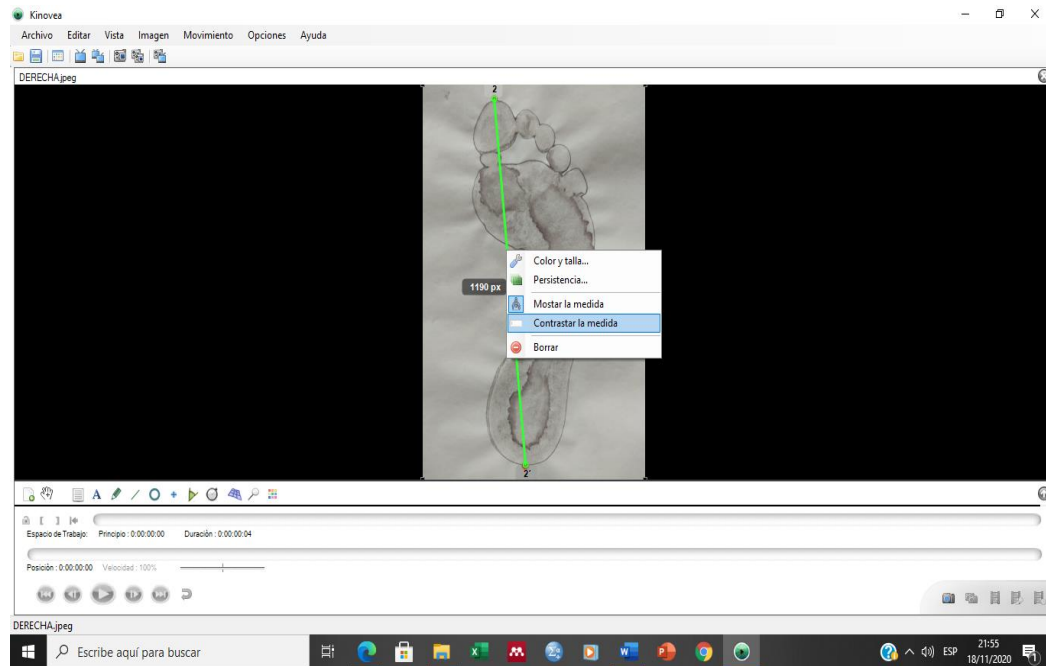 Kinovea
Archivo Editar Vista Imagen Movimiento Opciones Ayuda
DERECHA.jpeg
2
Color y talla...
Persistencia...
1190 px
Mostar la medida
Contrastar la medida
Borrar
2'
Espacio de Trabajo: Principio : 0:00:00:00 Duración : 0:00:00:04
Posición : 0:00:00:00 Velocidad : 100%
DERECHA.jpeg
Escribe aquí para buscar
ESP
21:55
18/11/2020